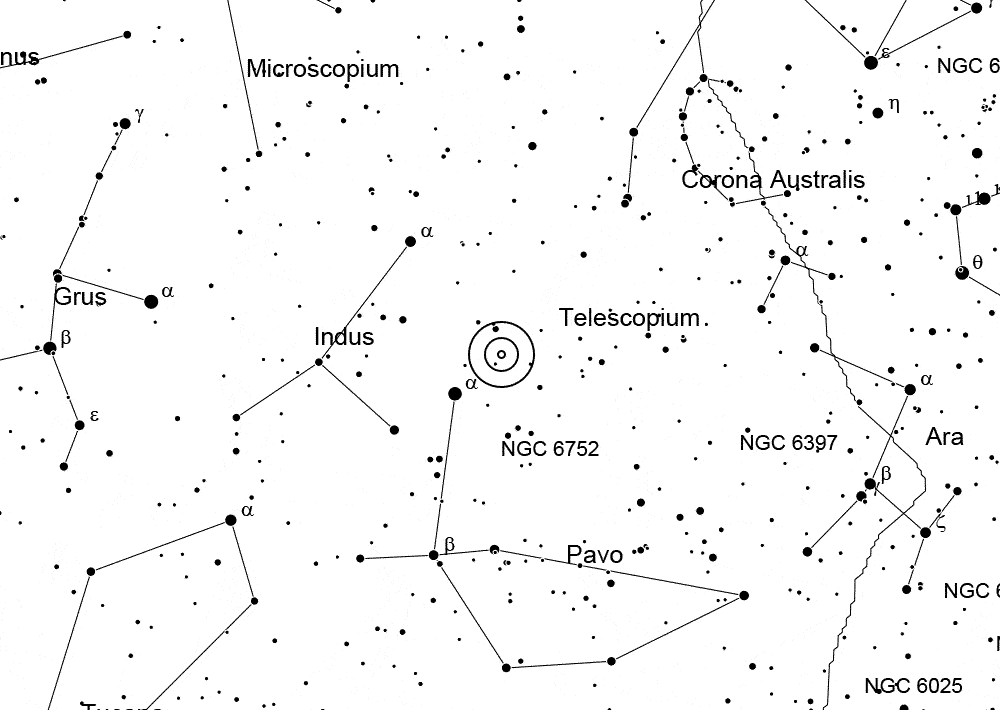 ε
nus
Microscopium
NGC 6
η
γ
Corona Australis
ι1
α
α
θ
Grus
α
Telescopium
Indus
β
α
α
ε
NGC 6752
NGC 6397
Ara
β
α
ζ
β
Pavo
NGC 6
NGC 6025